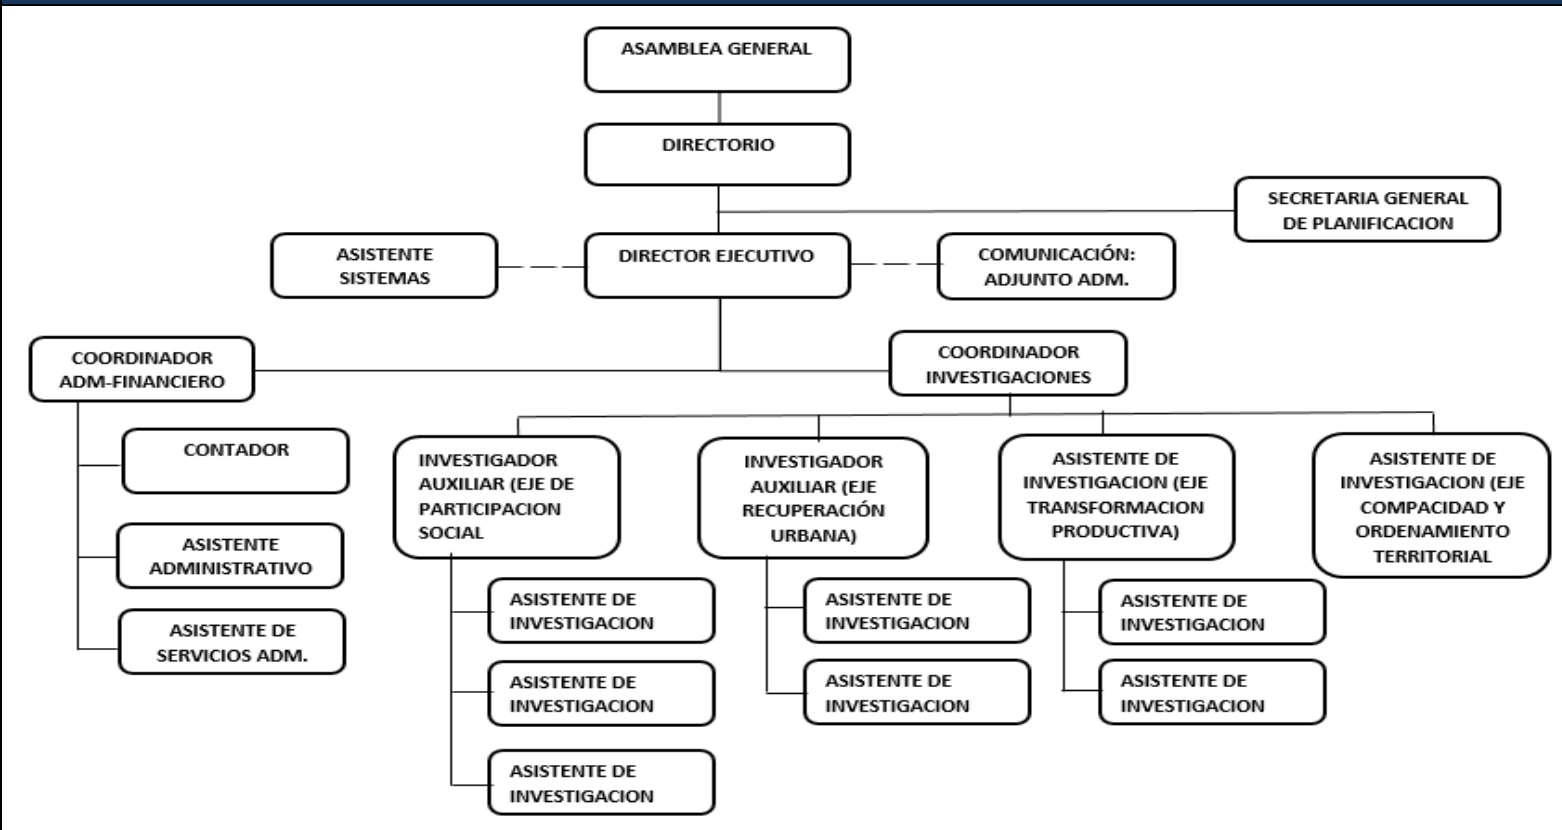 ASAMBLEA GENERAL
DIRECTORIO
SECRETARIA GENERAL
DE PLANIFICACION
ASISTENTE
SISTEMAS
DIRECTOR EJECUTIVO
COMUNICACIÓN:
ADJUNTO ADM.
COORDINADOR
ADM-FINANCIERO
COORDINADOR
INVESTIGACIONES
CONTADOR
ASISTENTE
ADMINISTRATIVO
ASISTENTE DE
SERVICIOS ADM.
INVESTIGADOR
AUXILIAR (EJE DE
PARTICIPACION
SOCIAL
ASISTENTE DE
INVESTIGACION
ASISTENTE DE
INVESTIGACION
ASISTENTE DE
INVESTIGACION
INVESTIGADOR
AUXILIAR (EJE
RECUPERACIÓN
URBANA)
ASISTENTE DE
INVESTIGACION
ASISTENTE DE
INVESTIGACION
ASISTENTE DE
INVESTIGACION (EJE
TRANSFORMACION
PRODUCTIVA)
ASISTENTE DE
INVESTIGACION
ASISTENTE DE
INVESTIGACION
ASISTENTE DE
INVESTIGACION (EJE
COMPACIDAD Y
ORDENAMIENTO
TERRITORIAL